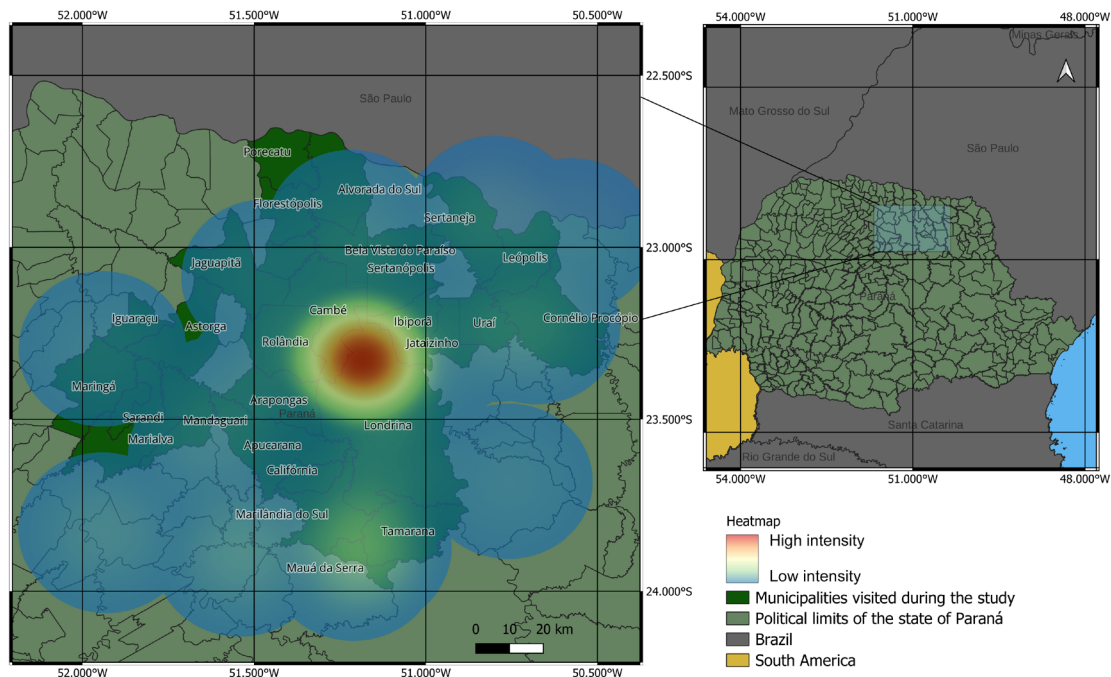 52.000°W 51.500°W 51.000°W 50.500°W
22.500°S
23.000°S
23.500°S
24.000°S
São Paulo
Porecatu
Alvorada do Sul
Florestópolis
Sertaneja
Bela Vista do Paraíso
Leópolis
Jaguapitã
Sertanópolis
Cambé
Iguaraçu
Ibiporã
Uraí
Cornélio Procópio
Astorga
Rolândia
Jataizinho
Maringá
Arapongas
Paraná
Sarandi
Mandaguari
Londrina
Marialva
Apucarana
Califórnia
Marilândia do Sul
Tamarana
Mauá da Serra
0 10 20 km
52.000°W 51.500°W 51.000°W 50.500°W
54.000°W 51.000°W 48.000°W
Minas Gerais
Mato Grosso do Sul
São Paulo
Paraná
Santa Catarina
Rio Grande do Sul
54.000°W 51.000°W 48.000°W
Heatmap
High intensity
Low intensity
Municipalities visited during the study
Political limits of the state of Paraná
Brazil
South America